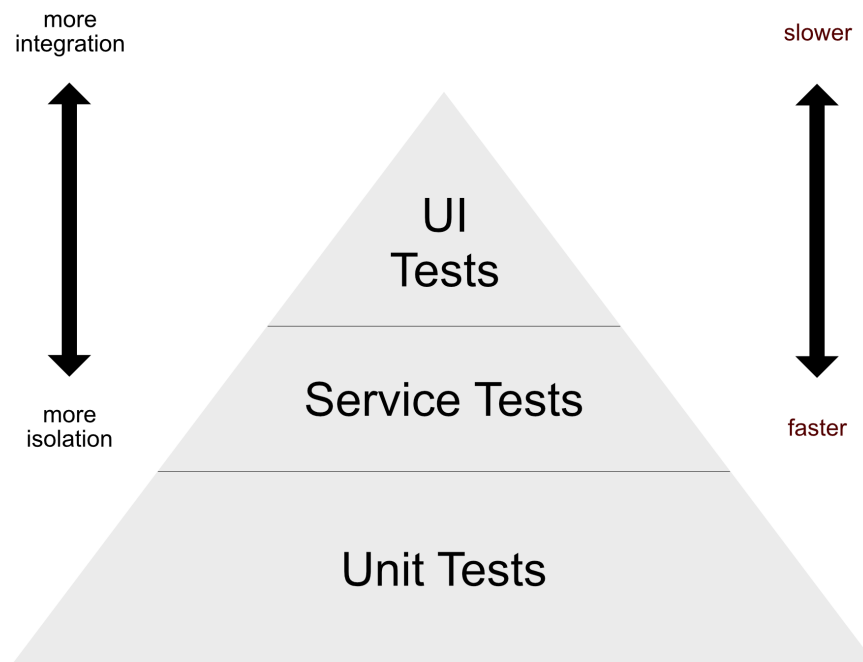 more
integration
slower
UI
Tests
Service Tests
more
isolation
faster
Unit Tests